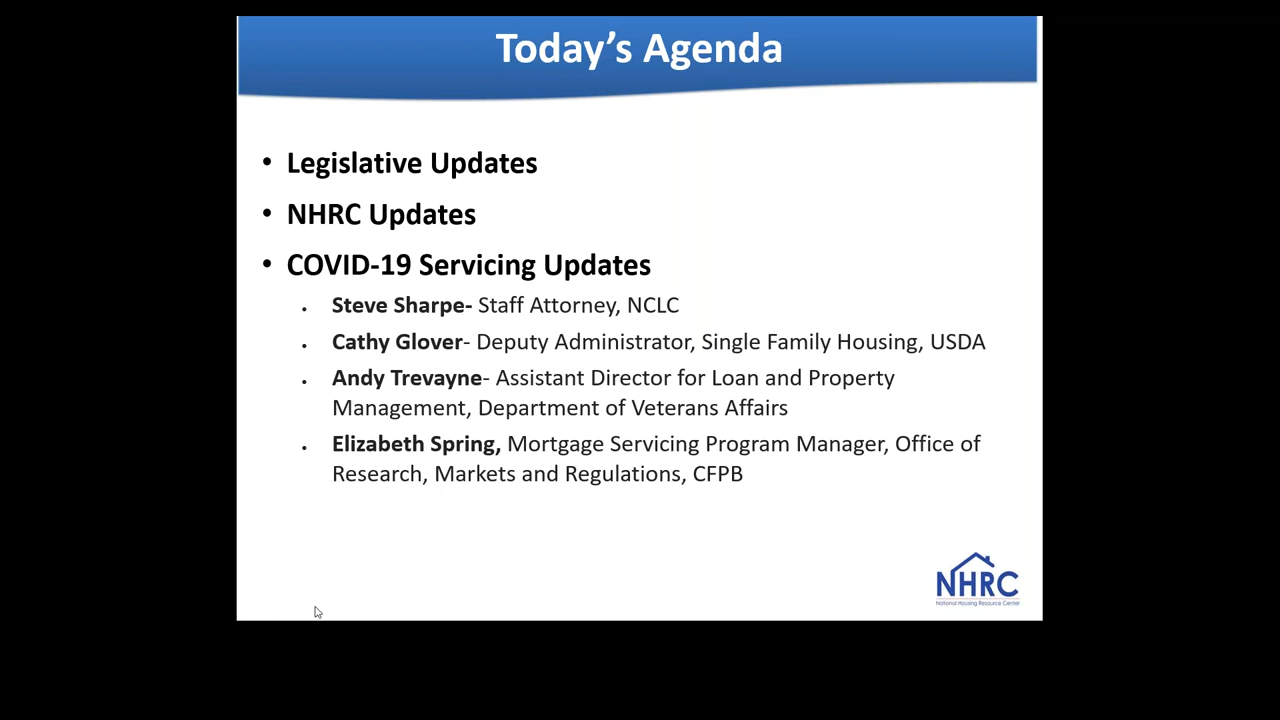 Today’s Agenda
• Legislative Updates
• NHRC Updates
• COVID-19 Servicing Updates
• Steve Sharpe- Staff Attorney, NCLC
• Cathy Glover- Deputy Administrator, Single Family Housing, USDA
• Andy Trevayne- Assistant Director for Loan and Property
Management, Department of Veterans Affairs
• Elizabeth Spring, Mortgage Servicing Program Manager, Office of
Research, Markets and Regulations, CFPB
NHRC
National Housing Resource Center